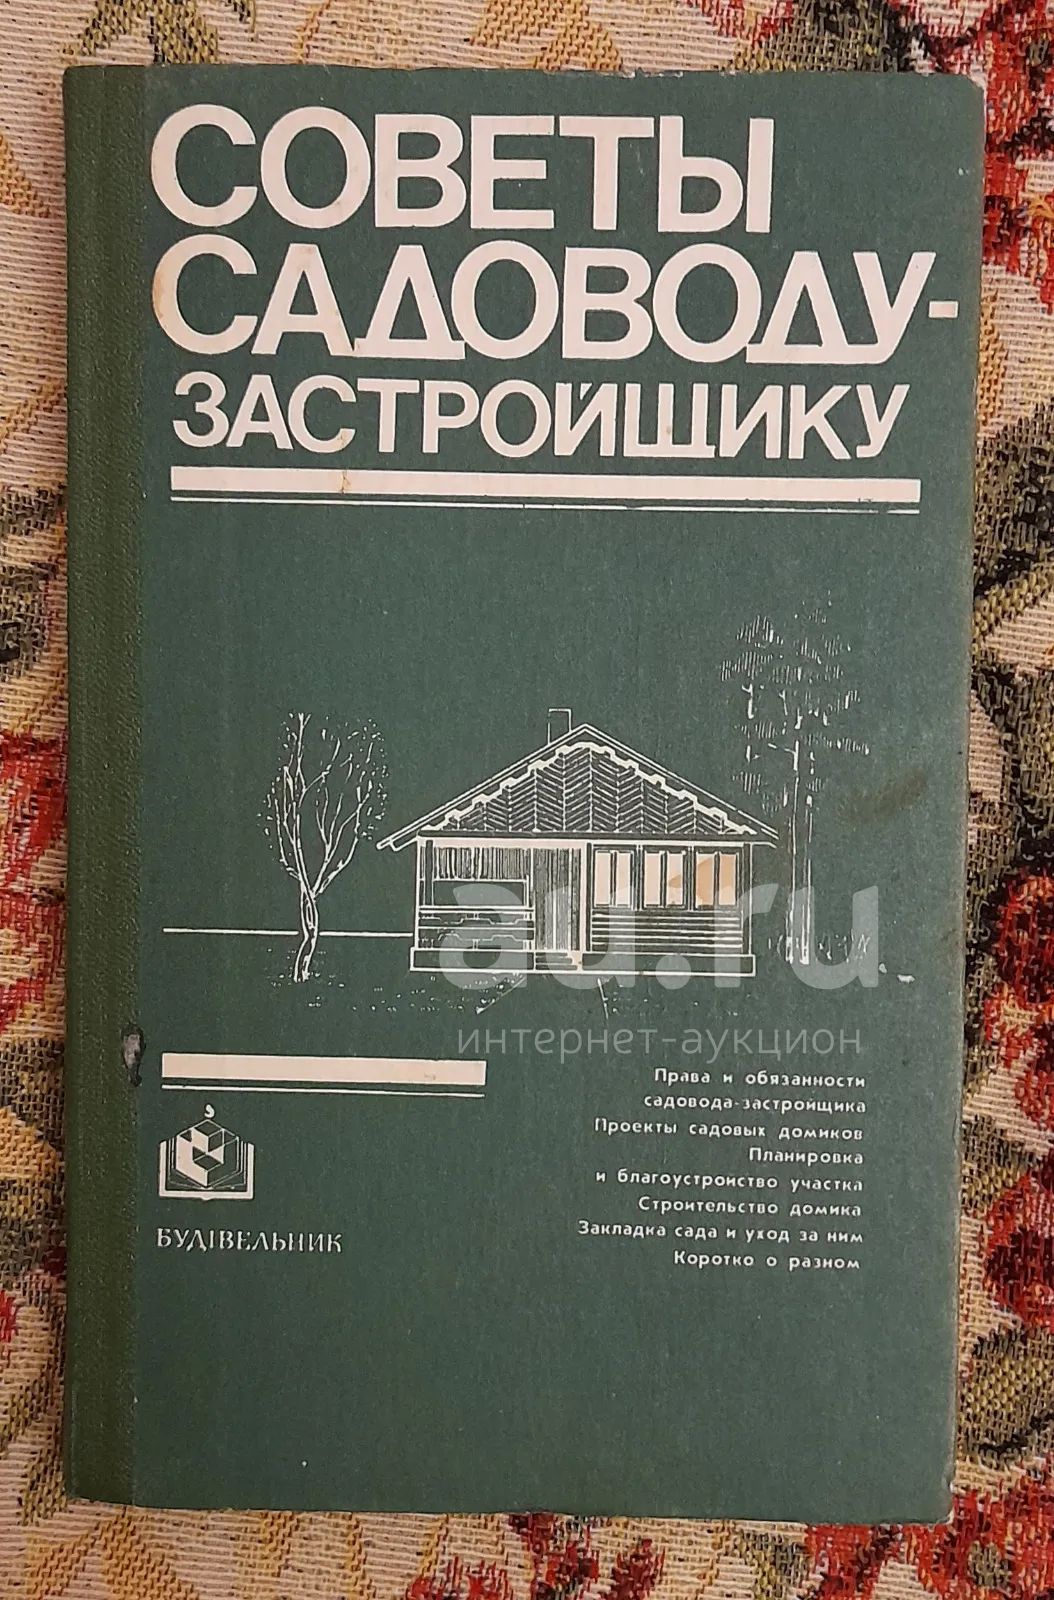 СОВЕТЫ
САДОВОДУ-
ЗАСТРОЙЩИКУ
au.ru
интернет-аукцион
Права и обязанности
садовода-застройщика
Проекты садовых домиков
Планировка
и благоустройство участка
Строительство домика
Закладка сада и уход за ним
Коротко о разном
БУДІВЕЛЬНИК